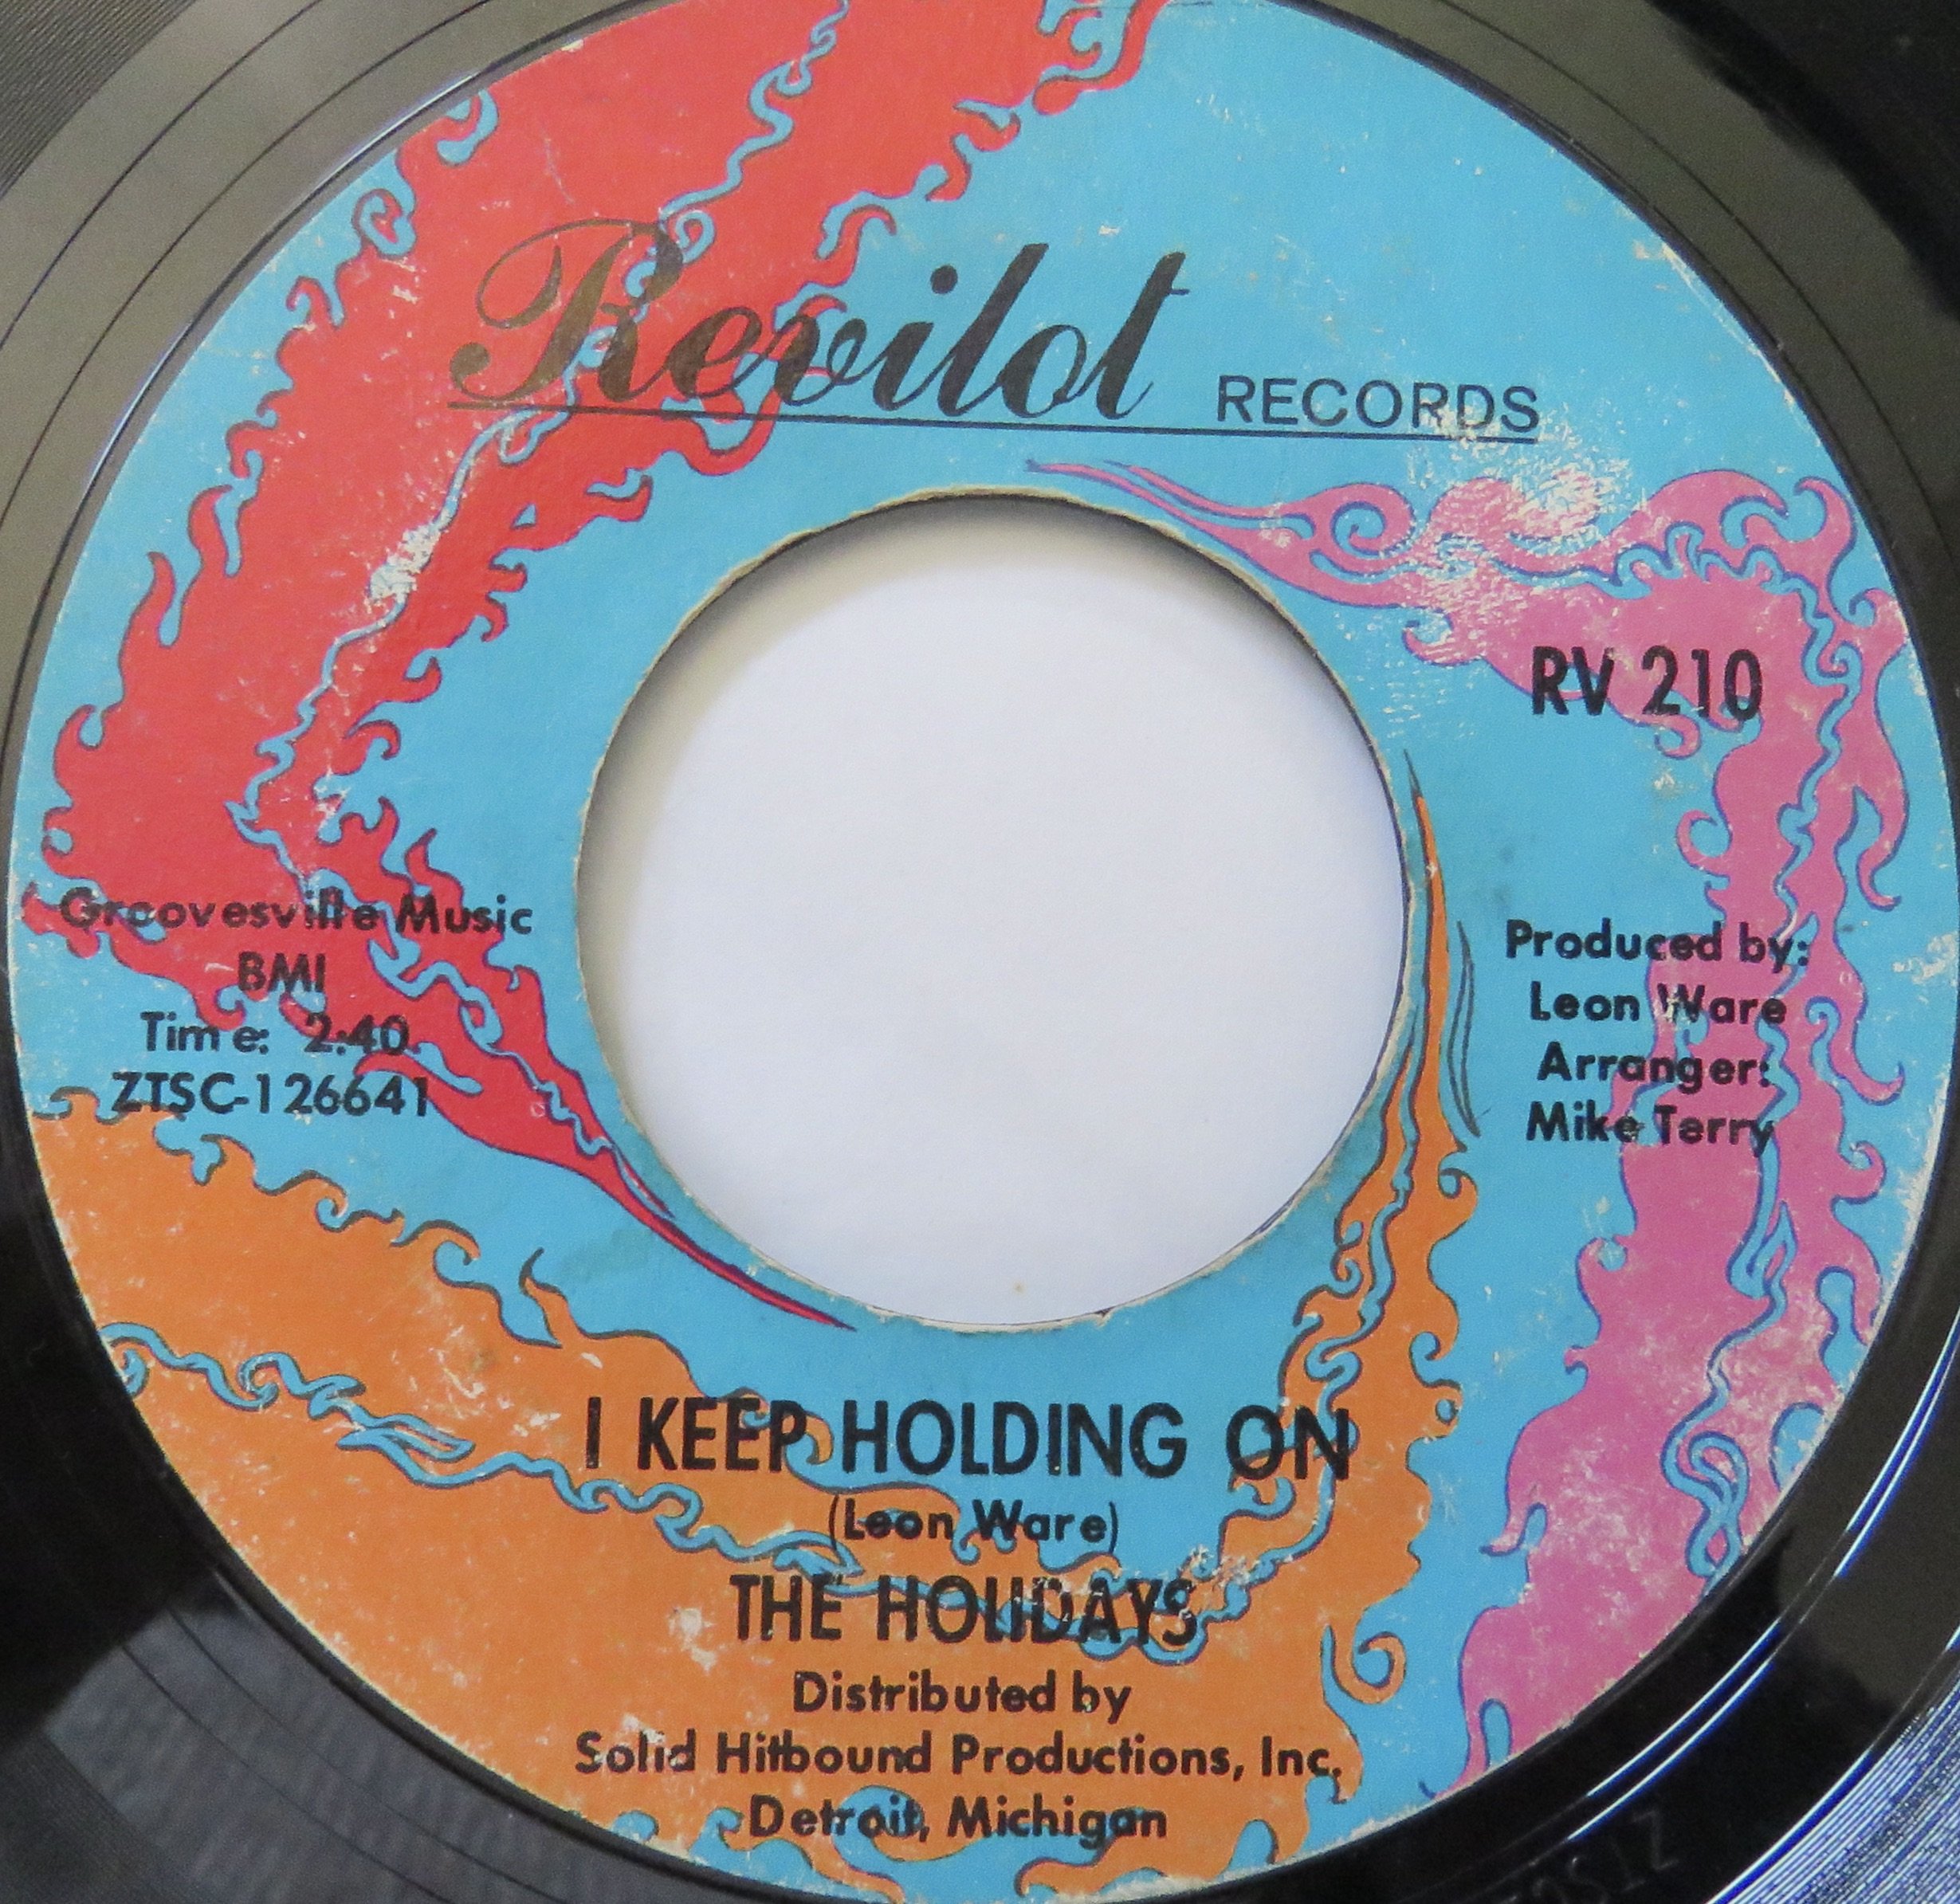 Revilot RECORDS
RV 210
Groovesville Music
BMI
Time: 2:40
ZTSC-126641
Produced by:
Leon Ware
Arranger:
Mike Terry
I KEEP HOLDING ON
(Leon Ware)
THE HOLIDAYS
Distributed by
Solid Hitbound Productions, Inc.
Detroit, Michigan